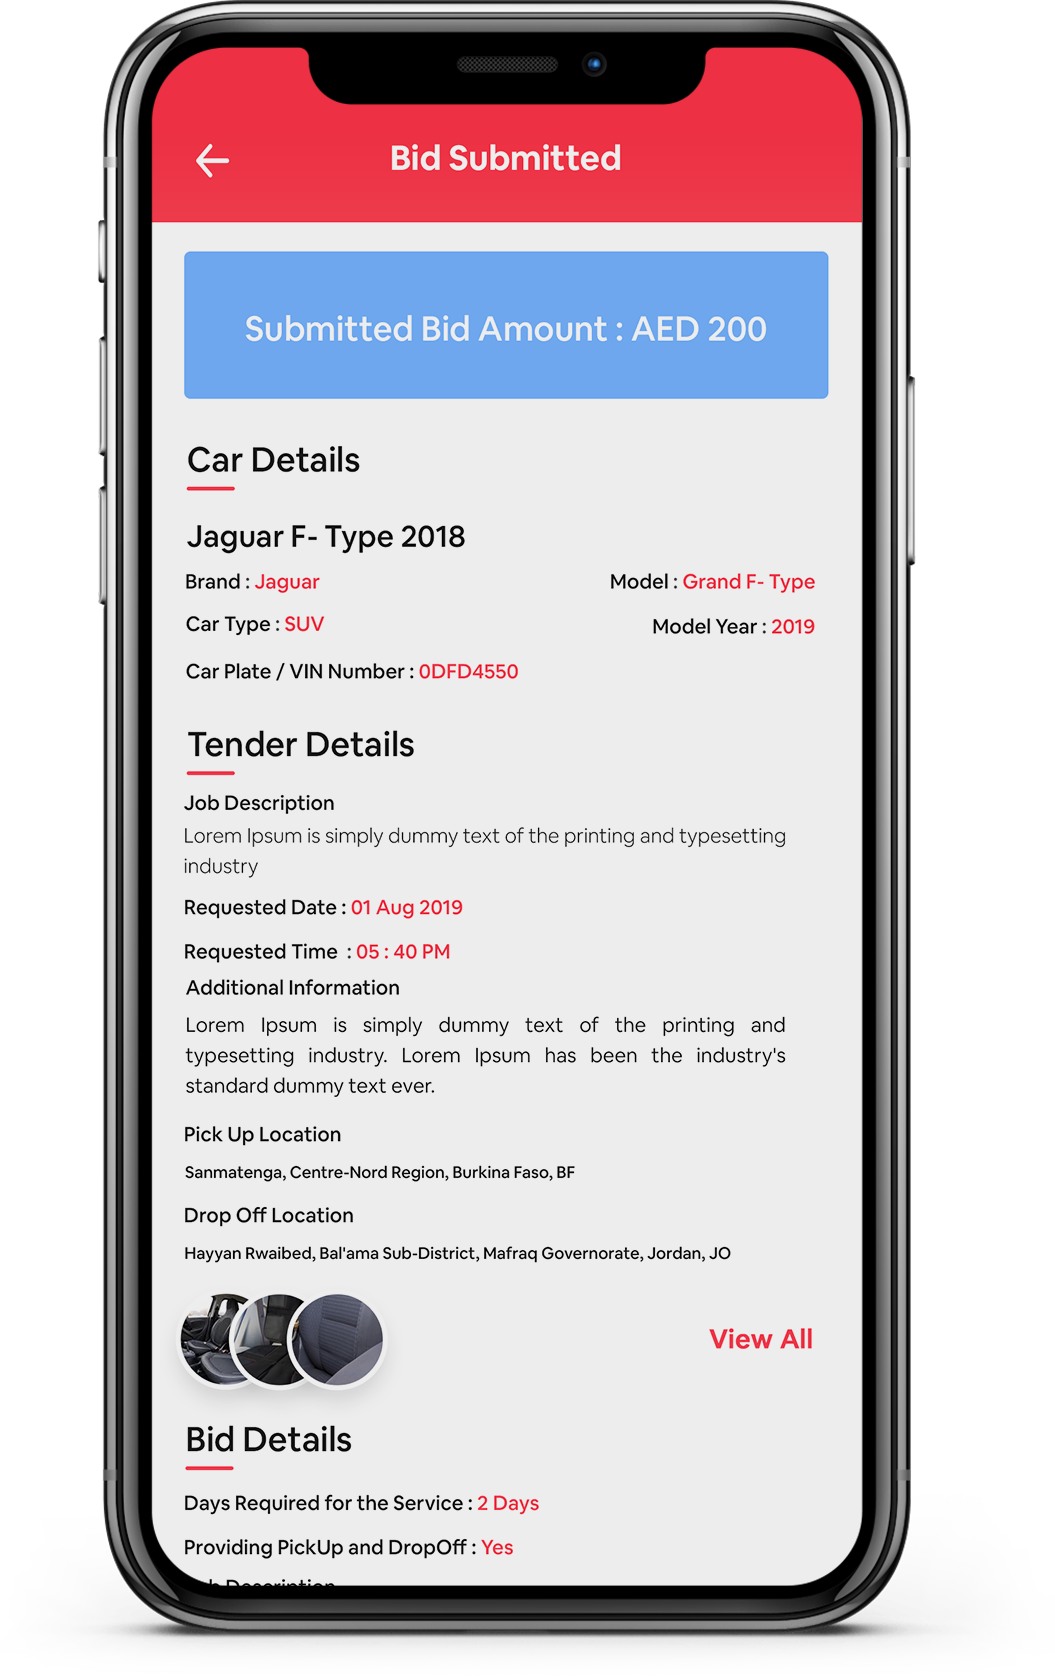 Bid Submitted
Submitted Bid Amount : AED 200
Car Details
Jaguar F- Type 2018
Brand : Jaguar
Model : Grand F- Type
Car Type : SUV
Model Year : 2019
Car Plate / VIN Number : 0DFD4550
Tender Details
Job Description
Lorem Ipsum is simply dummy text of the printing and typesetting
industry
Requested Date : 01 Aug 2019
Requested Time : 05 : 40 PM
Additional Information
Lorem Ipsum is simply dummy text of the printing and
typesetting industry. Lorem Ipsum has been the industry's
standard dummy text ever.
Pick Up Location
Sanmatenga, Centre-Nord Region, Burkina Faso, BF
Drop Off Location
Hayyan Rwaibed, Bal'ama Sub-District, Mafraq Governorate, Jordan, JO
View All
Bid Details
Days Required for the Service : 2 Days
Providing PickUp and DropOff : Yes
Description